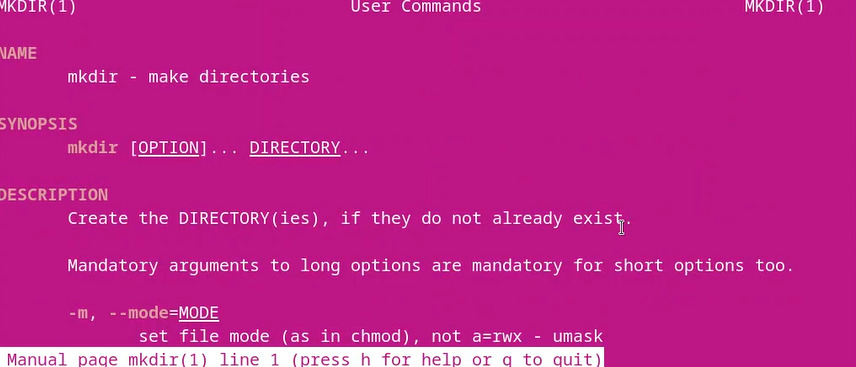 MKDIR(1) User Commands MKDIR(1)
NAME
mkdir - make directories
SYNOPSIS
mkdir [OPTION]... DIRECTORY...
DESCRIPTION
Create the DIRECTORY(ies), if they do not already exist.
Mandatory arguments to long options are mandatory for short options too.
-m, --mode=MODE
set file mode (as in chmod), not a=rwx - umask
Manual page mkdir(1) line 1 (press h for help or q to quit)